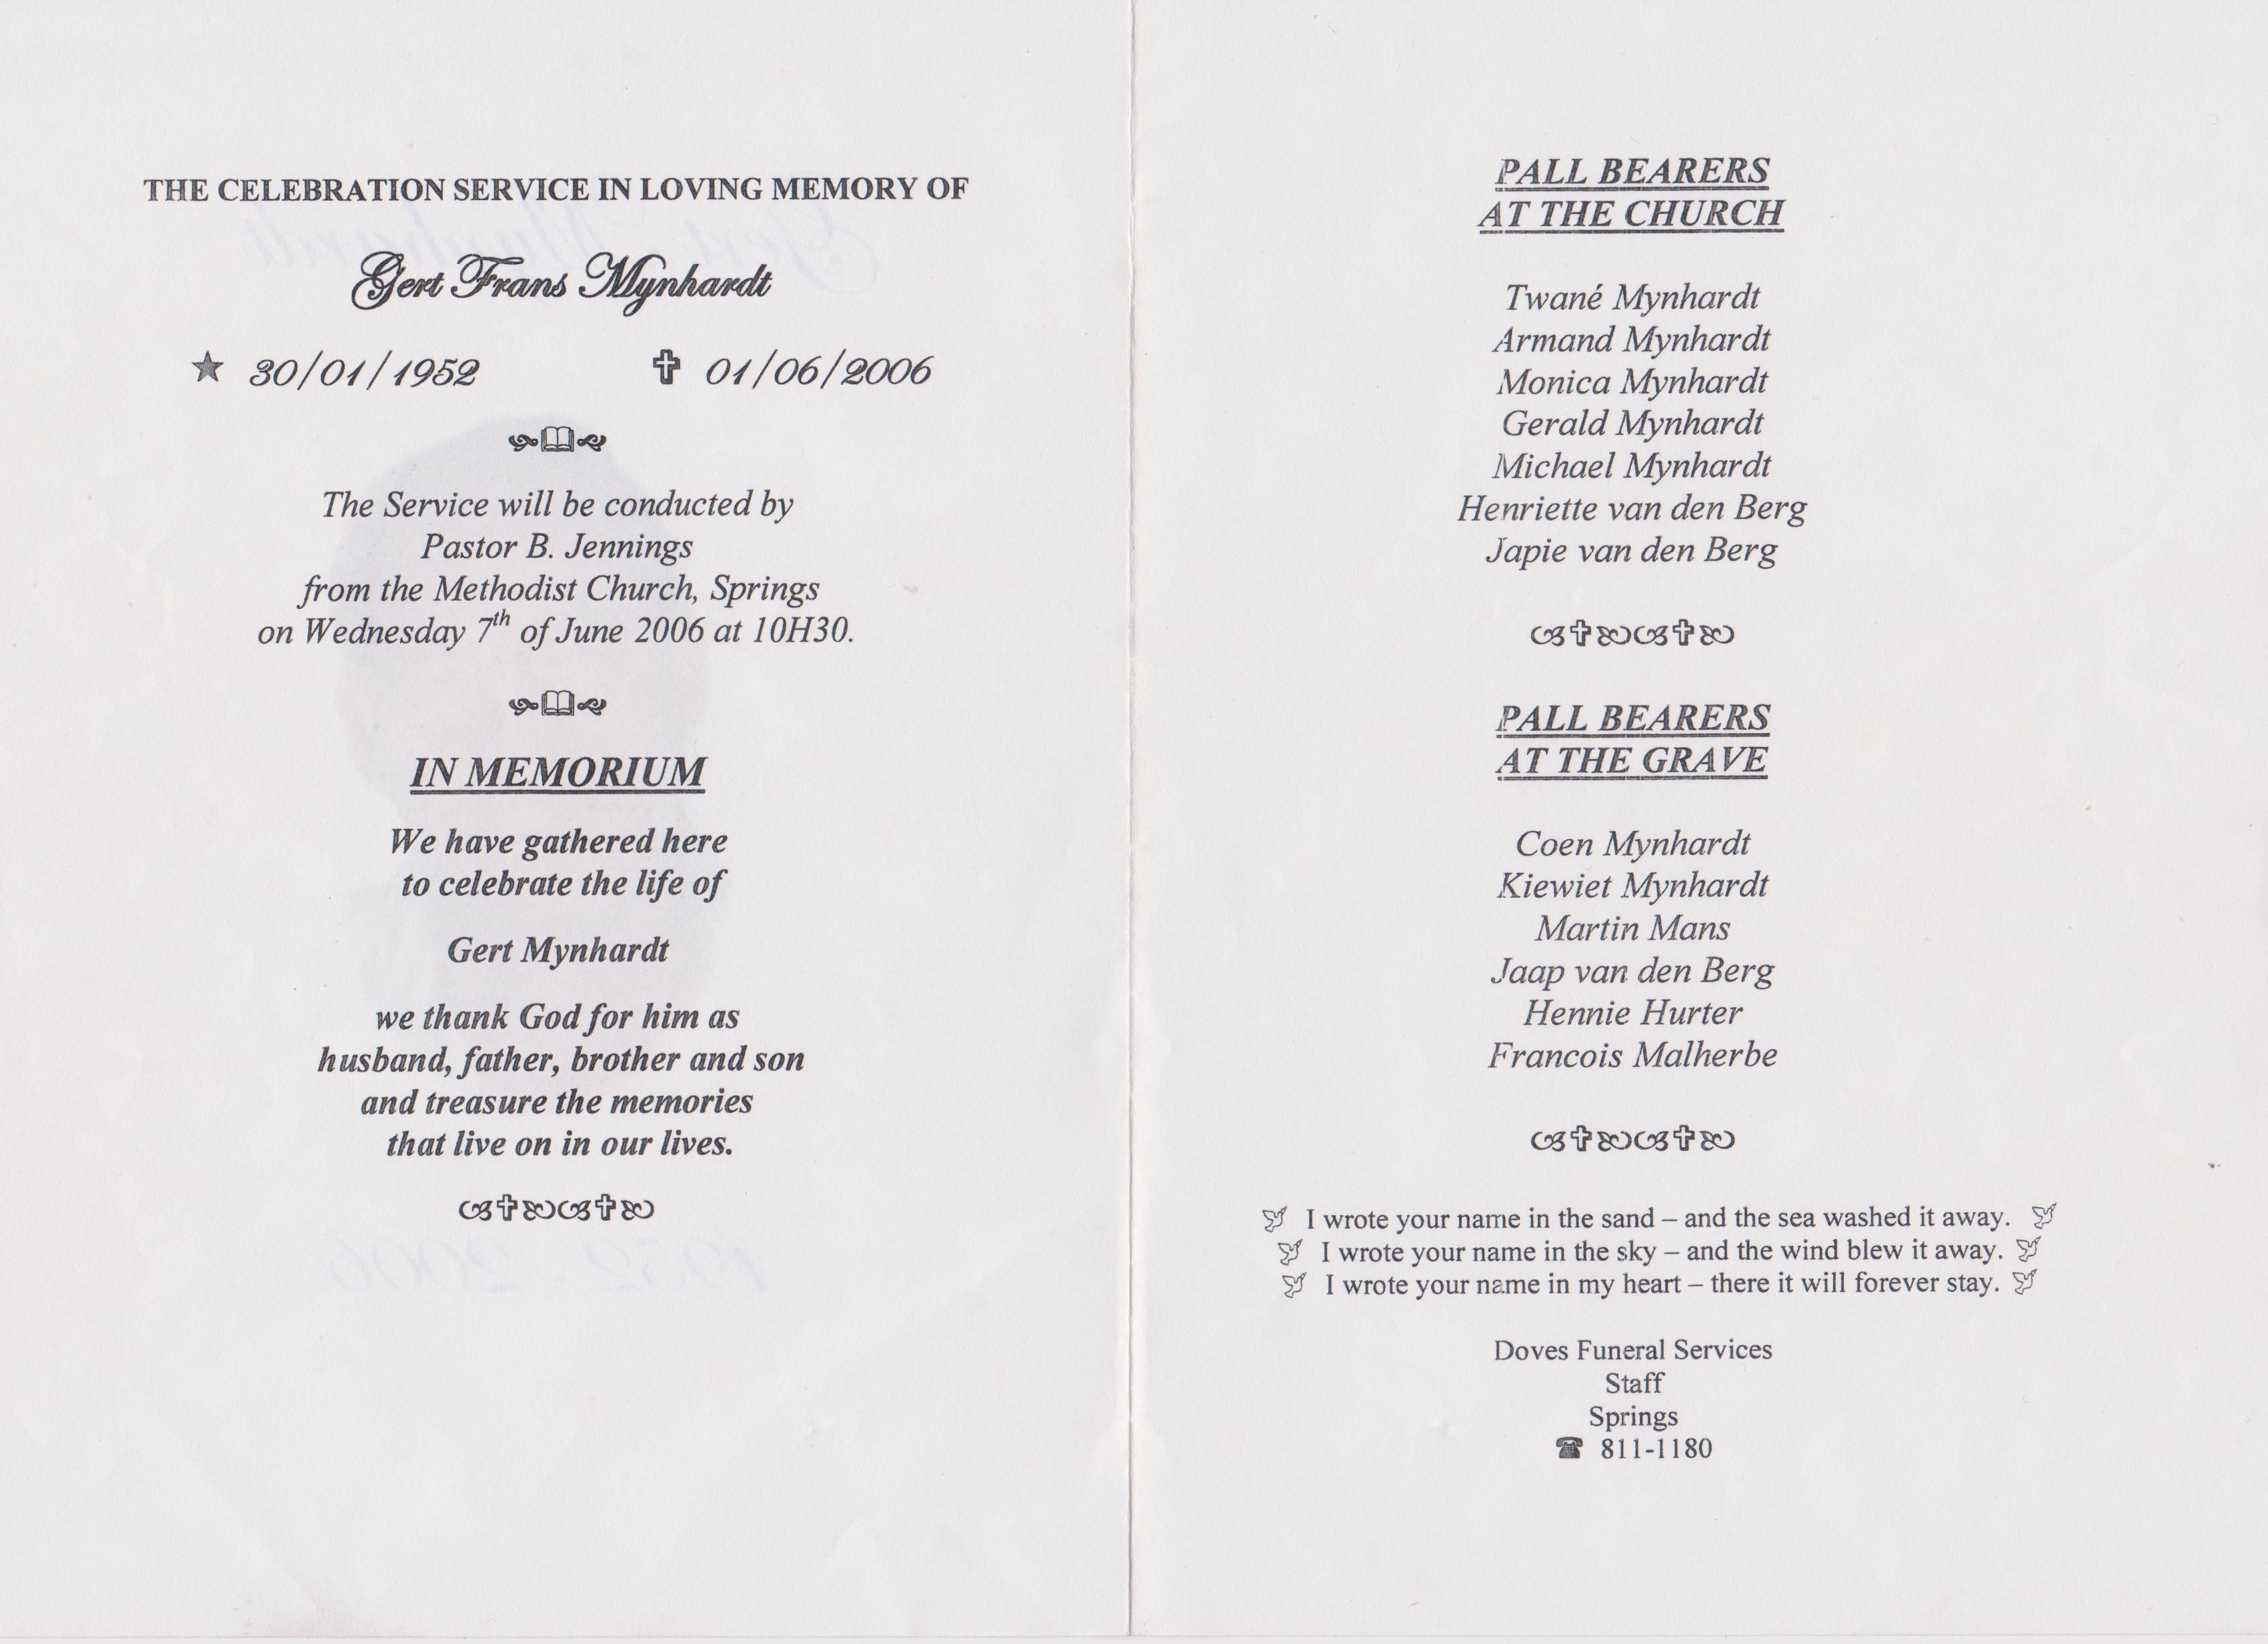 THE CELEBRATION SERVICE IN LOVING MEMORY OF
Gert Frans Mynhardt
30/01/1952 01/06/2006
The Service will be conducted by
Pastor B. Jennings
from the Methodist Church, Springs
on Wednesday 7th of June 2006 at 10H30.
IN MEMORIUM
We have gathered here
to celebrate the life of
Gert Mynhardt
we thank God for him as
husband, father, brother and son
and treasure the memories
that live on in our lives.
PALL BEARERS
AT THE CHURCH
Twané Mynhardt
Armand Mynhardt
Monica Mynhardt
Gerald Mynhardt
Michael Mynhardt
Henriette van den Berg
Japie van den Berg
PALL BEARERS
AT THE GRAVE
Coen Mynhardt
Kiewiet Mynhardt
Martin Mans
Jaap van den Berg
Hennie Hurter
Francois Malherbe
I wrote your name in the sand – and the sea washed it away.
I wrote your name in the sky – and the wind blew it away.
I wrote your name in my heart – there it will forever stay.
Doves Funeral Services
Staff
Springs
☎ 811-1180